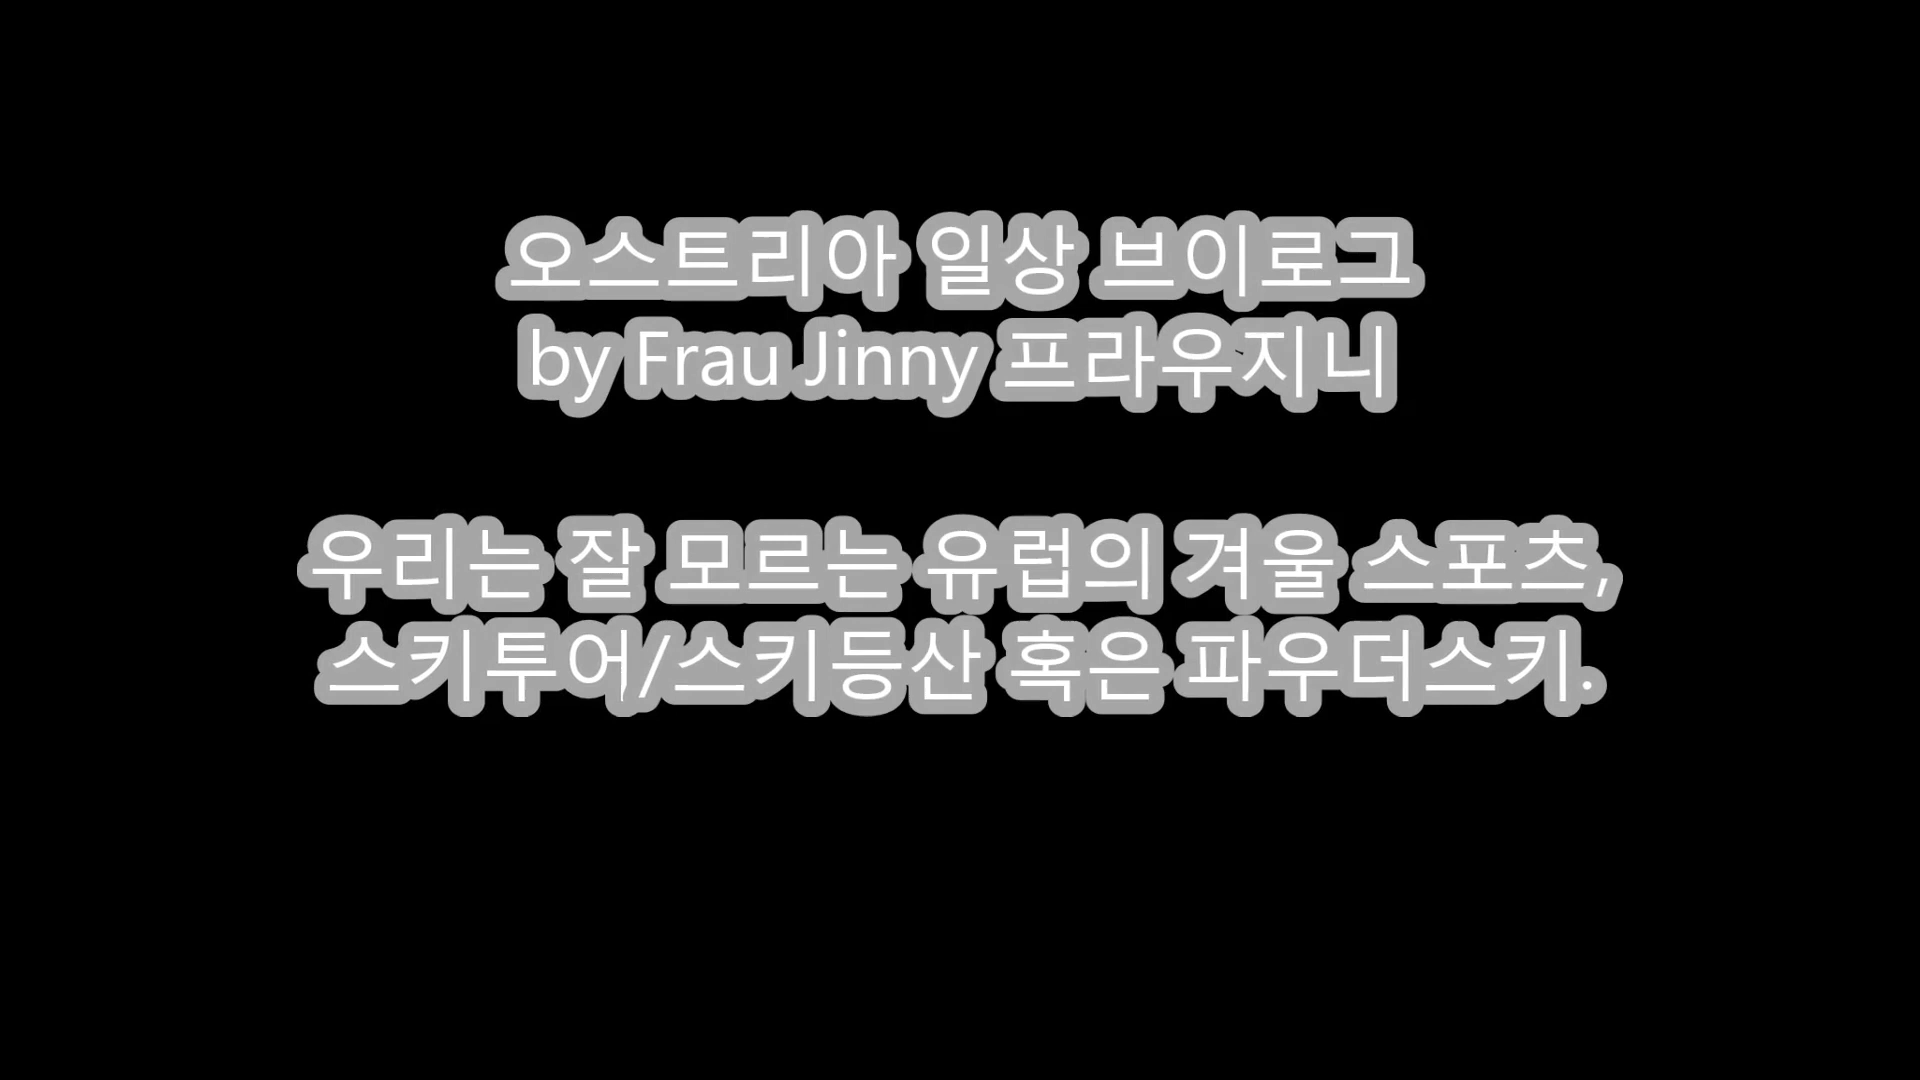 오스트리아 일상 브이로그
by Frau Jinny 프라우지니
우리는 잘 모르는 유럽의 겨울 스포츠,
스키투어/스키등산 혹은 파우더스키.